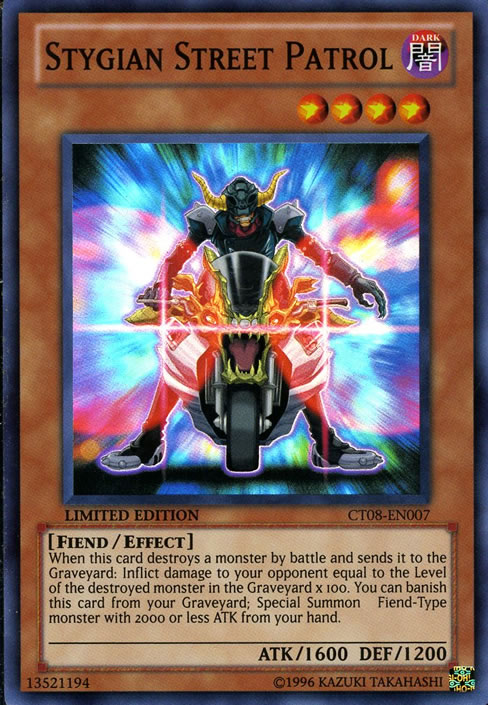 STYGIAN STREET PATROL
DARK
闇
LIMITED EDITION
CT08-EN007
[FIEND/EFFECT]
When this card destroys a monster by battle and sends it to the
Graveyard: Inflict damage to your opponent equal to the Level
of the destroyed monster in the Graveyard x 100. You can banish
this card from your Graveyard; Special Summon Fiend-Type
monster with 2000 or less ATK from your hand.
ATK/1600 DEF/1200
13521194
©1996 KAZUKI TAKAHASHI